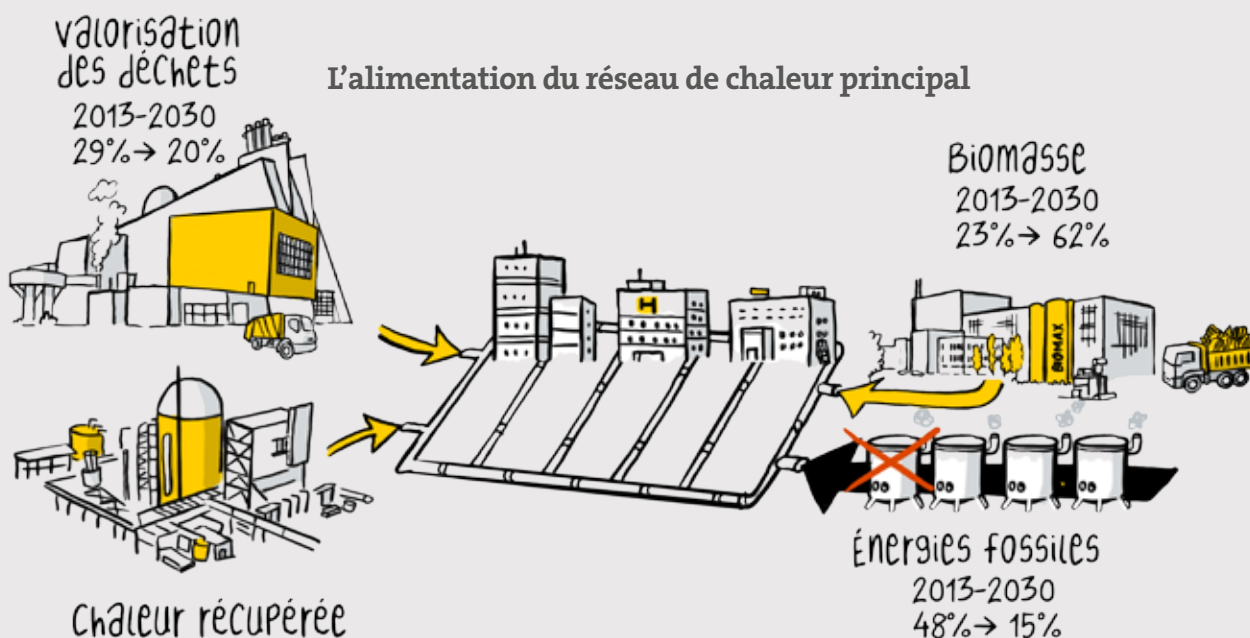 valorisation
des déchets
2013-2030
29%→ 20%
L'alimentation du réseau de chaleur principal
Biomasse
2013-2030
23%→ 62%
H
BIOMAX
Chaleur récupérée
Énergies fossiles
2013-2030
48%→ 15%